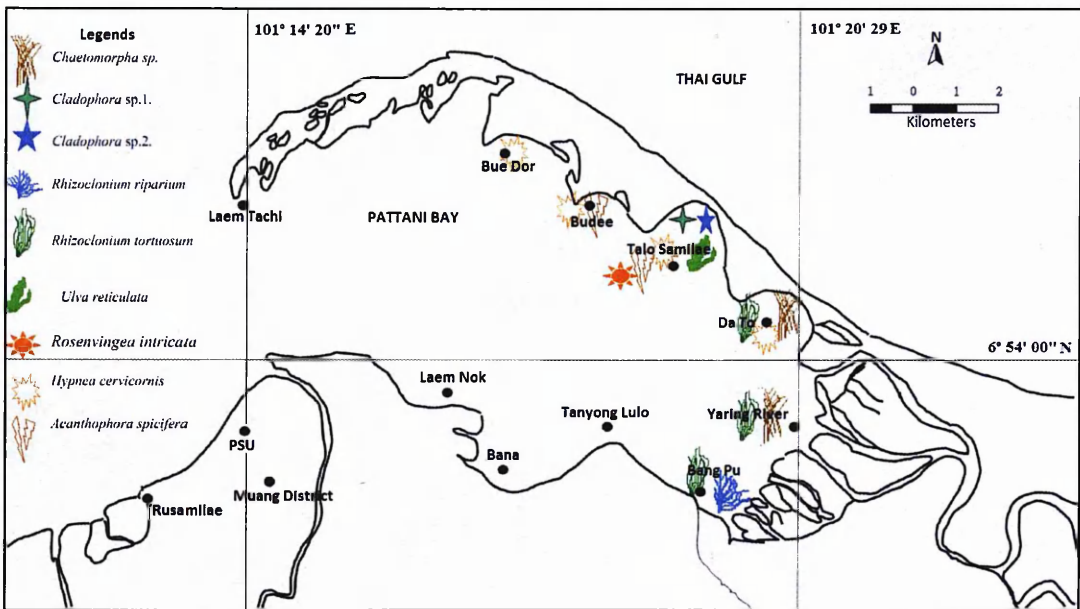 Legends
Chaetomorpha sp.
Cladophora sp.1.
Cladophora sp.2.
Rhizoclonium riparium
Rhizoclonium tortuosum
Ulva reticulata
Rosenvingea intricata
Hypnea cervicornis
Acanthophora spicifera
101° 14' 20" E
101° 20' 29 E
N
THAI GULF
1 0 1 2
Kilometers
Bue Dor
Laem Tachi
PATTANI BAY
Budee
Talo Samilae
Da To
6° 54' 00" N
Laem Nok
Tanyong Lulo
Yaring River
PSU
Bana
Bang Pu
Muang District
Rusamilae